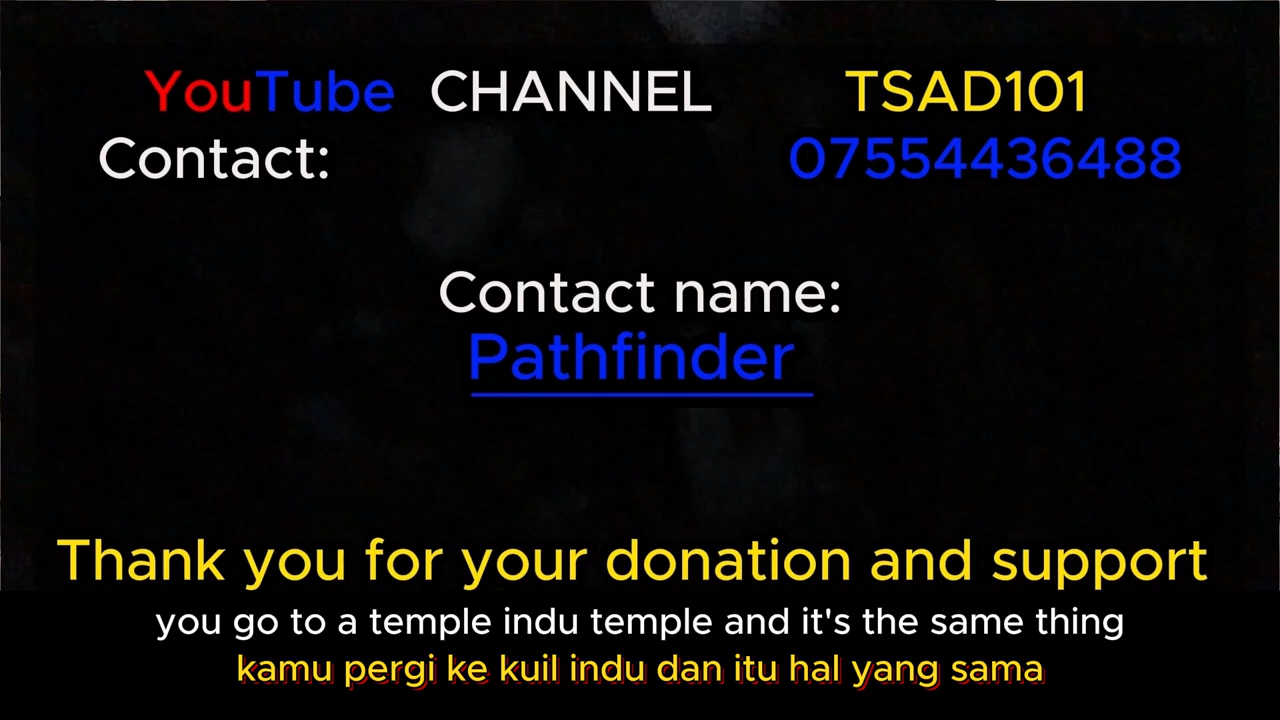 YouTube CHANNEL TSAD101
Contact: 07554436488
Contact name:
Pathfinder
Thank you for your donation and support
you go to a temple indu temple and it's the same thing
kamu pergi ke kuil indu dan itu hal yang sama